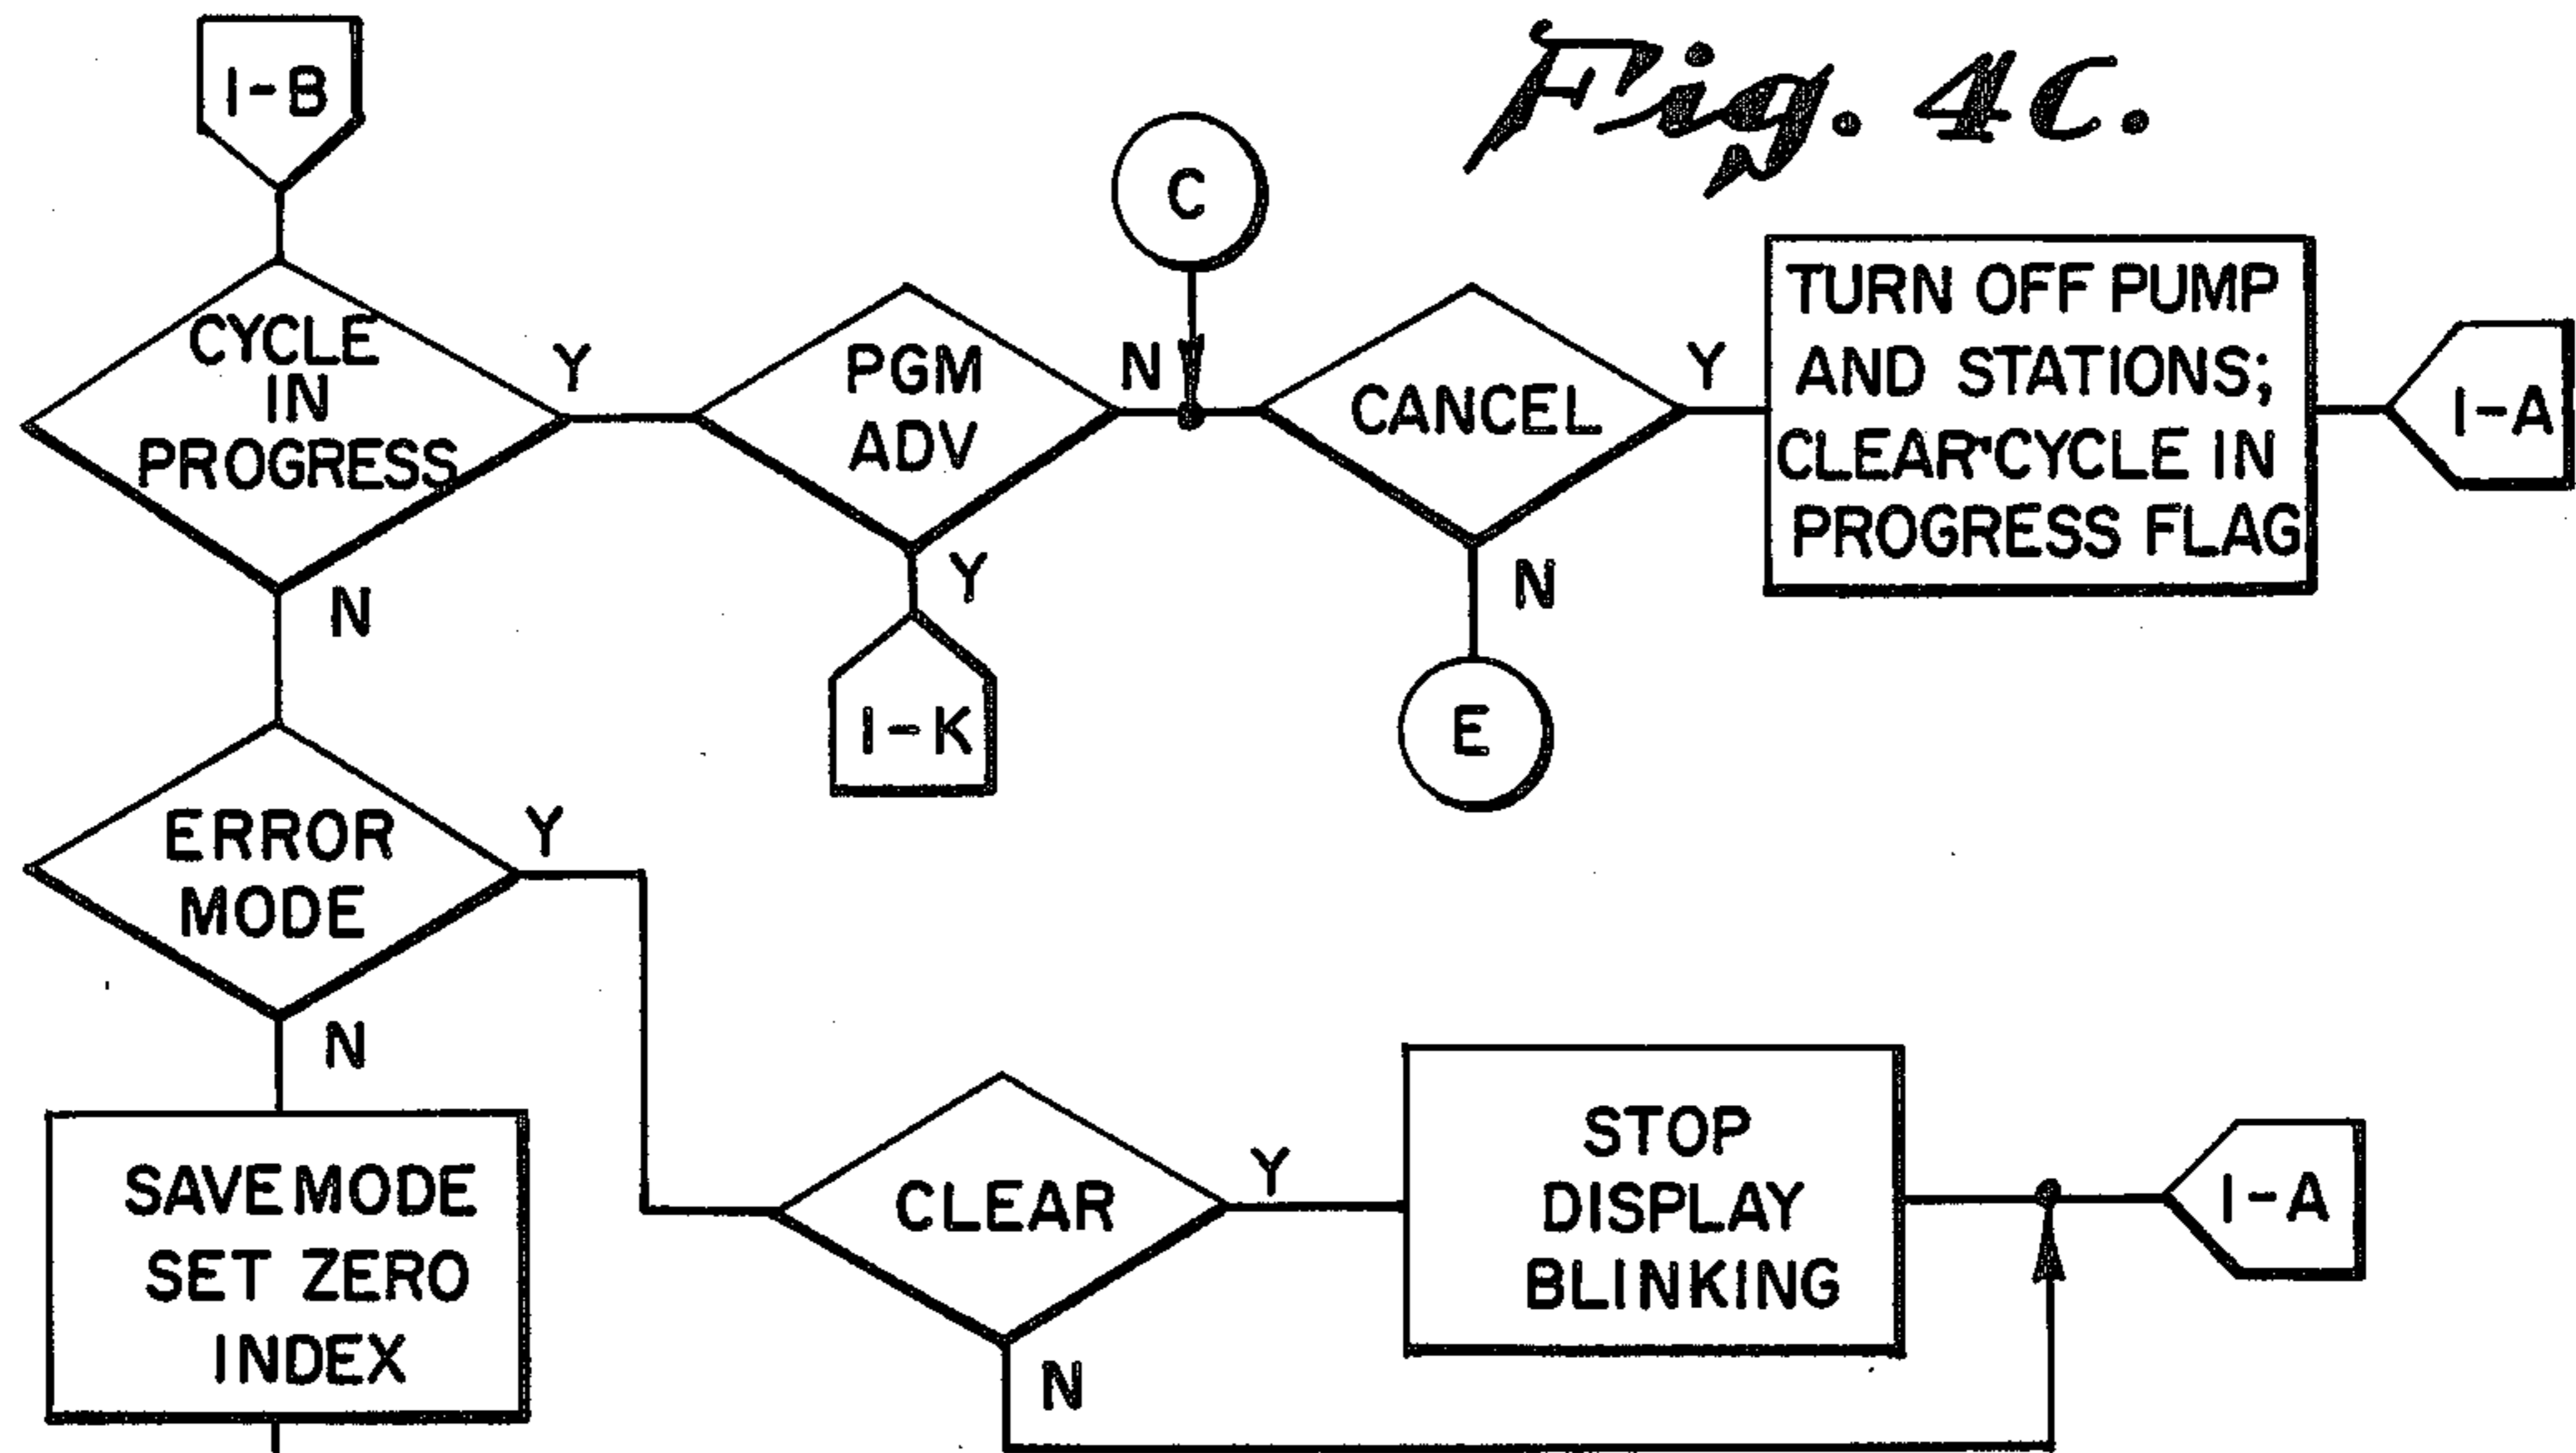 Fig. 4C.
I-B
CYCLE
IN
PROGRESS
Y
N
PGM
ADV
N
Y
I-K
C
CANCEL
Y
N
E
TURN OFF PUMP
AND STATIONS;
CLEAR "CYCLE IN
PROGRESS FLAG
I-A
ERROR
MODE
Y
N
SAVE MODE
SET ZERO
INDEX
CLEAR
Y
N
STOP
DISPLAY
BLINKING
I-A